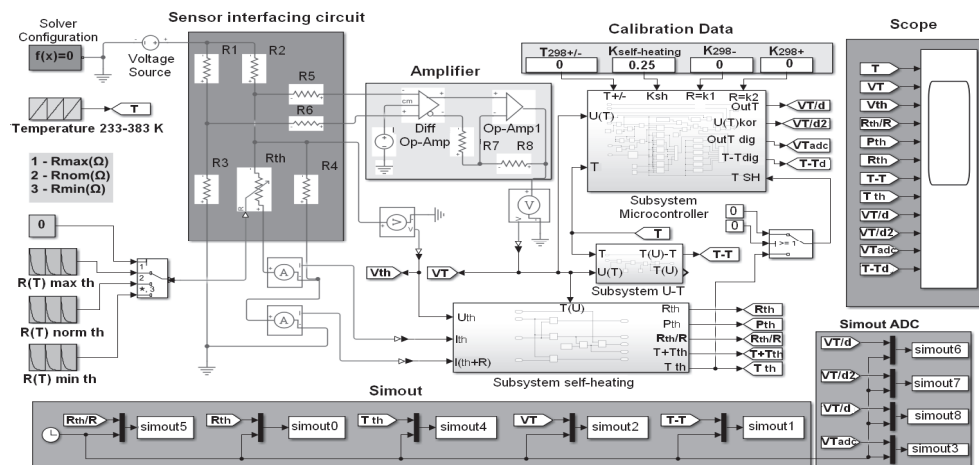 Solver
Configuration
f(x)=0
Voltage
Source
Temperature 233-383 K
T
1 - Rmax(Ω)
2 - Rnom(Ω)
3 - Rmin(Ω)
0
R(T) max th
R(T) norm th
R(T) min th
1
2
*, 3
Sensor interfacing circuit
R1
R2
R5
R6
R3
Rth
R4
R
Amplifier
cm
Diff
Op-Amp
Op-Amp1
R7
R8
V
V
A
A
Vth
VT
Calibration Data
T298+/-
Kself-heating
K298-
K298+
0
0.25
0
0
T+/-
Ksh
R=k1
R=k2
U(T)
T
OutT
U(T)kor
OutT dig
T-Tdig
T SH
VT/d
VT/d2
VTadc
T-Td
Subsystem
Microcontroller
0
0
>= 1
T
T
U(T)
T(U)-T
T(U)
T-T
Subsystem U-T
T(U)
Uth
Ith
I(th+R)
Rth
Pth
Rth/R
T+Tth
T th
Rth
Pth
Rth/R
T+Tth
T th
Subsystem self-heating
Scope
T
VT
Vth
Rth/R
Pth
Rth
T-T
T th
VT/d
VT/d2
VTadc
T-Td
Simout ADC
VT/d
simout6
VT/d2
simout7
VT/d
simout8
VTadc
simout3
Simout
Rth/R
simout5
Rth
simout0
T th
simout4
VT
simout2
T-T
simout1